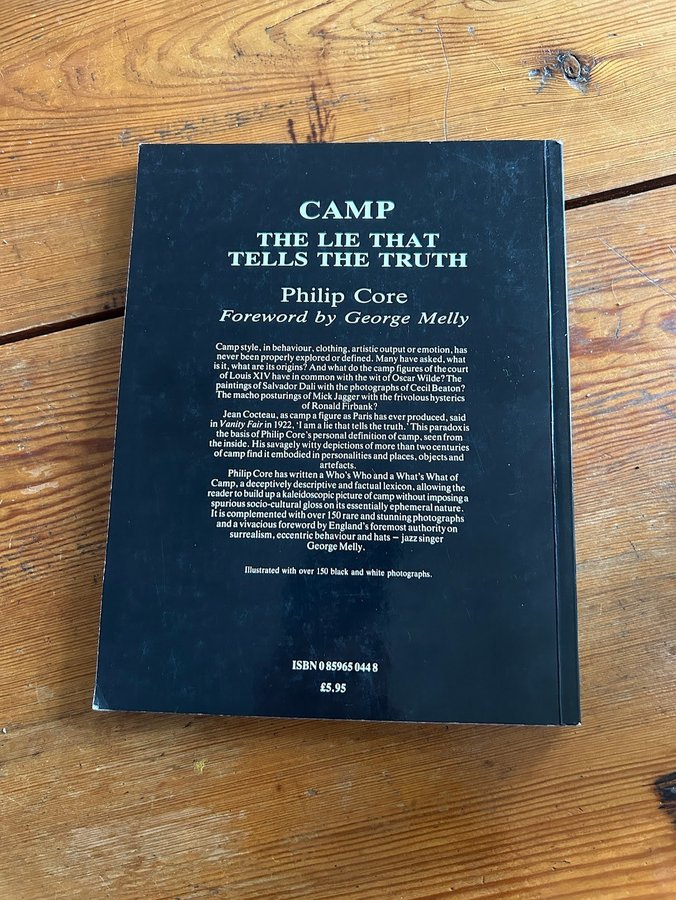 CAMP
THE LIE THAT
TELLS THE TRUTH
Philip Core
Foreword by George Melly
Camp style, in behaviour, clothing, artistic output or emotion, has
never been properly explored or defined. Many have asked, what
is it, what are its origins? And what do the camp figures of the court
of Louis XIV have in common with the wit of Oscar Wilde? The
paintings of Salvador Dali with the photographs of Cecil Beaton?
The macho posturings of Mick Jagger with the frivolous hysterics
of Ronald Firbank?
Jean Cocteau, as camp a figure as Paris has ever produced, said
in Vanity Fair in 1922, 'I am a lie that tells the truth.' This paradox is
the basis of Philip Core's personal definition of camp, seen from
the inside. His savagely witty depictions of more than two centuries
of camp find it embodied in personalities and places, objects and
artefacts.
Philip Core has written a Who's Who and a What's What of
Camp, a deceptively descriptive and factual lexicon, allowing the
reader to build up a kaleidoscopic picture of camp without imposing a
spurious socio-cultural gloss on its essentially ephemeral nature.
It is complemented with over 150 rare and stunning photographs
and a vivacious foreword by England's foremost authority on
surrealism, eccentric behaviour and hats – jazz singer
George Melly.
Illustrated with over 150 black and white photographs.
ISBN 0 85965 044 8
£5.95